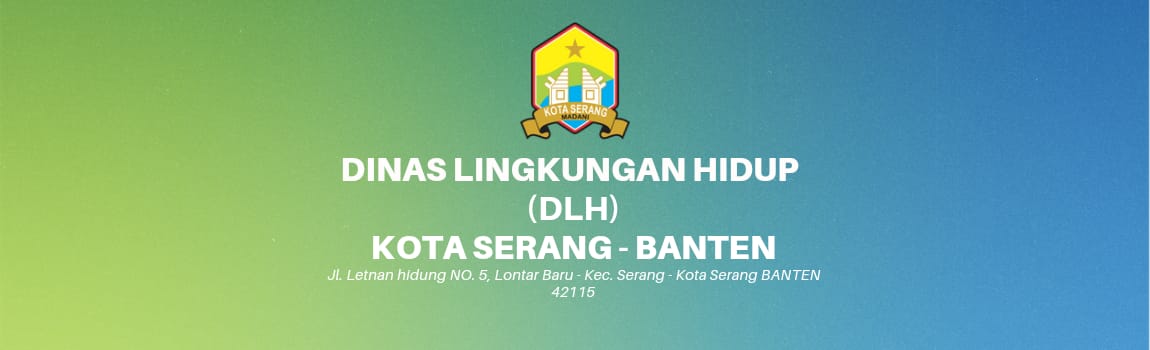 KOTA SERANG
MADANI
DINAS LINGKUNGAN HIDUP
(DLH)
KOTA SERANG - BANTEN
Jl. Letnan hidung NO. 5, Lontar Baru - Kec. Serang - Kota Serang BANTEN
42115